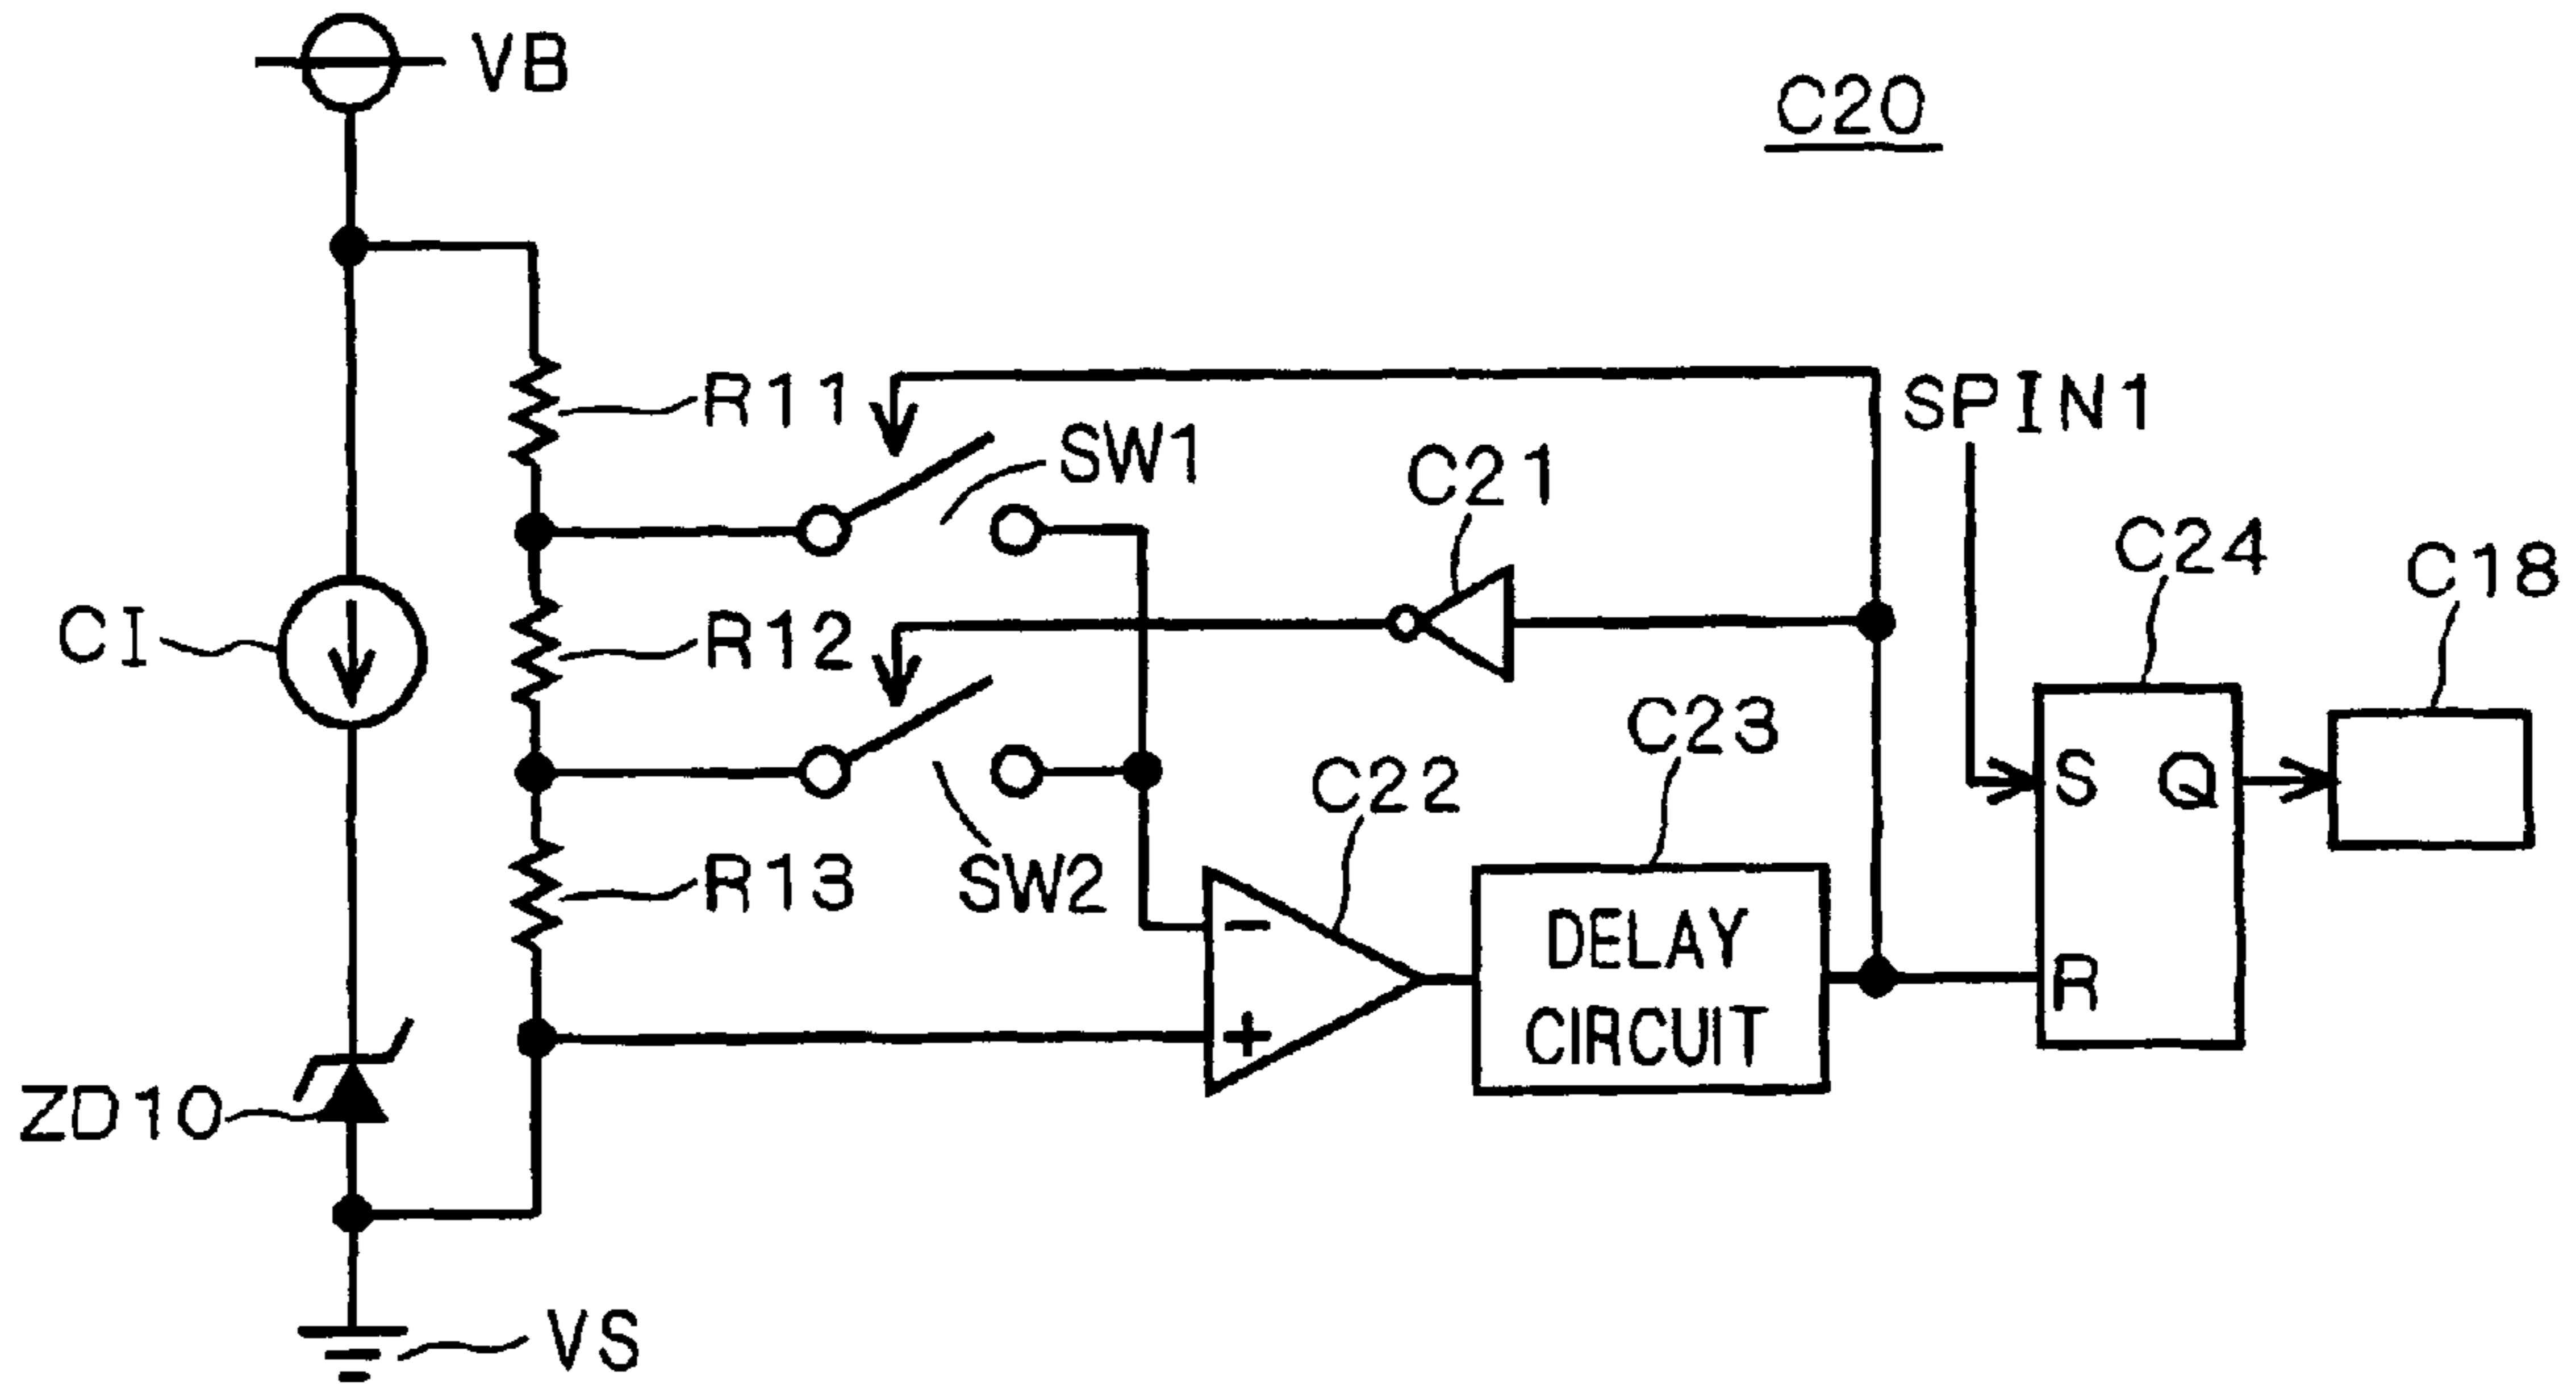 VB
C20
R11
SPIN1
SW1
C21
C24
C18
CI
R12
C23
C22
S Q
R13
SW2
-
DELAY
CIRCUIT
R
+
ZD10
VS